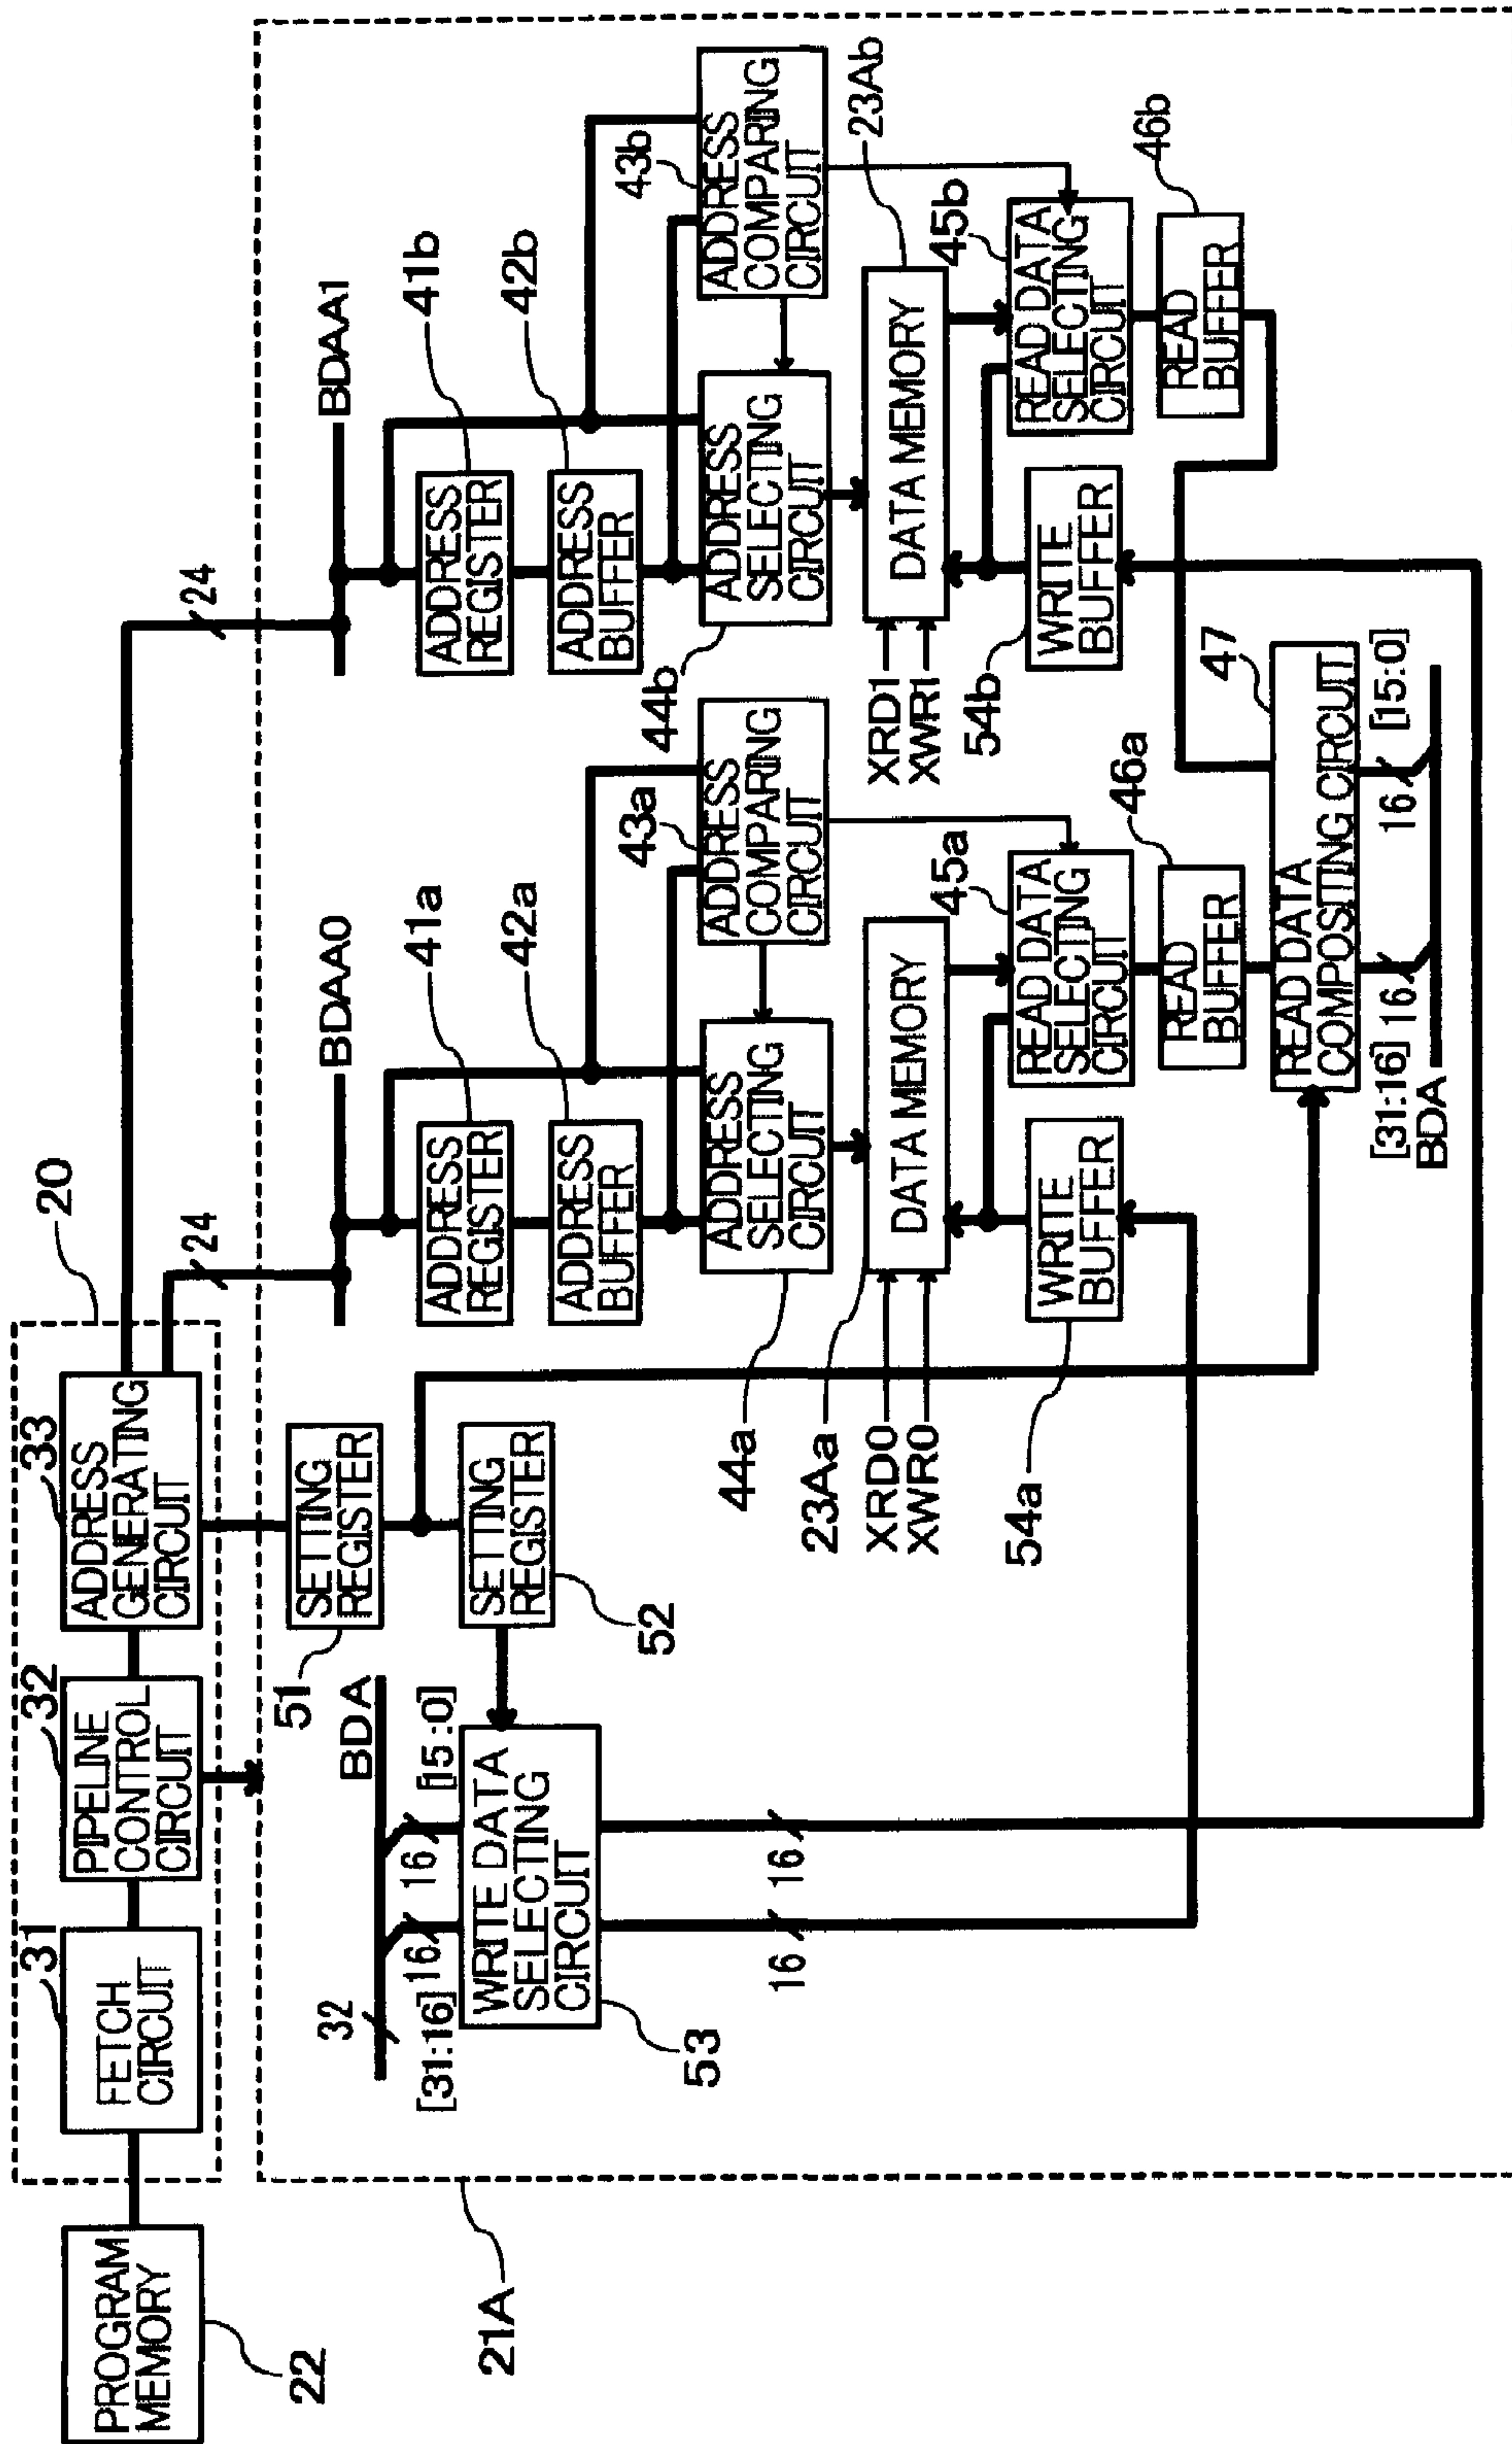 PROGRAM
MEMORY
22
20
31
FETCH
CIRCUIT
32
PIPELINE
CONTROL
CIRCUIT
33
ADDRESS
GENERATING
CIRCUIT
24
24
21A
BDAA0
BDAA1
51
SETTING
REGISTER
SETTING
REGISTER
52
BDA
32
[31:16]
16
16
[15:0]
WRITE DATA
SELECTING
CIRCUIT
53
16
16
ADDRESS
REGISTER
41a
ADDRESS
BUFFER
42a
43a
ADDRESS
COMPARING
CIRCUIT
ADDRESS
SELECTING
CIRCUIT
44a
DATA MEMORY
23Aa
XRD0
XWR0
WRITE
BUFFER
54a
45a
READ DATA
SELECTING
CIRCUIT
READ
BUFFER
46a
ADDRESS
REGISTER
41b
ADDRESS
BUFFER
42b
43b
ADDRESS
COMPARING
CIRCUIT
ADDRESS
SELECTING
CIRCUIT
44b
DATA MEMORY
23Ab
XRD1
XWR1
WRITE
BUFFER
54b
45b
READ DATA
SELECTING
CIRCUIT
READ
BUFFER
46b
READ DATA
COMPOSITING CIRCUIT
47
[31:16]
16
16
[15:0]
BDA